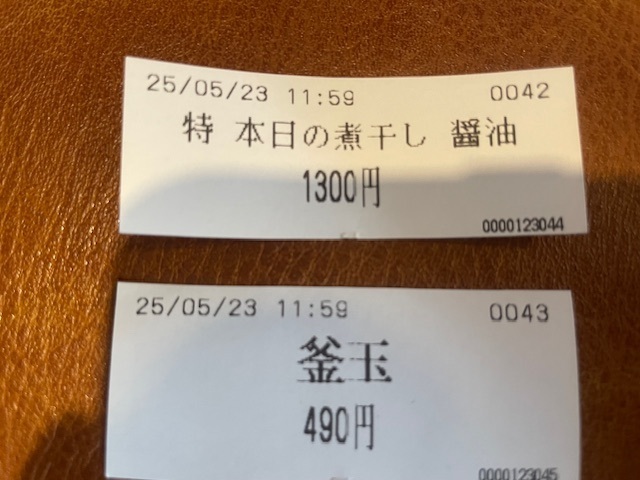 25/05/23 11:59 0042
特 本日の煮干し 醤油
1300円
0000123044
25/05/23 11:59 0043
釜玉
490円
0000123045